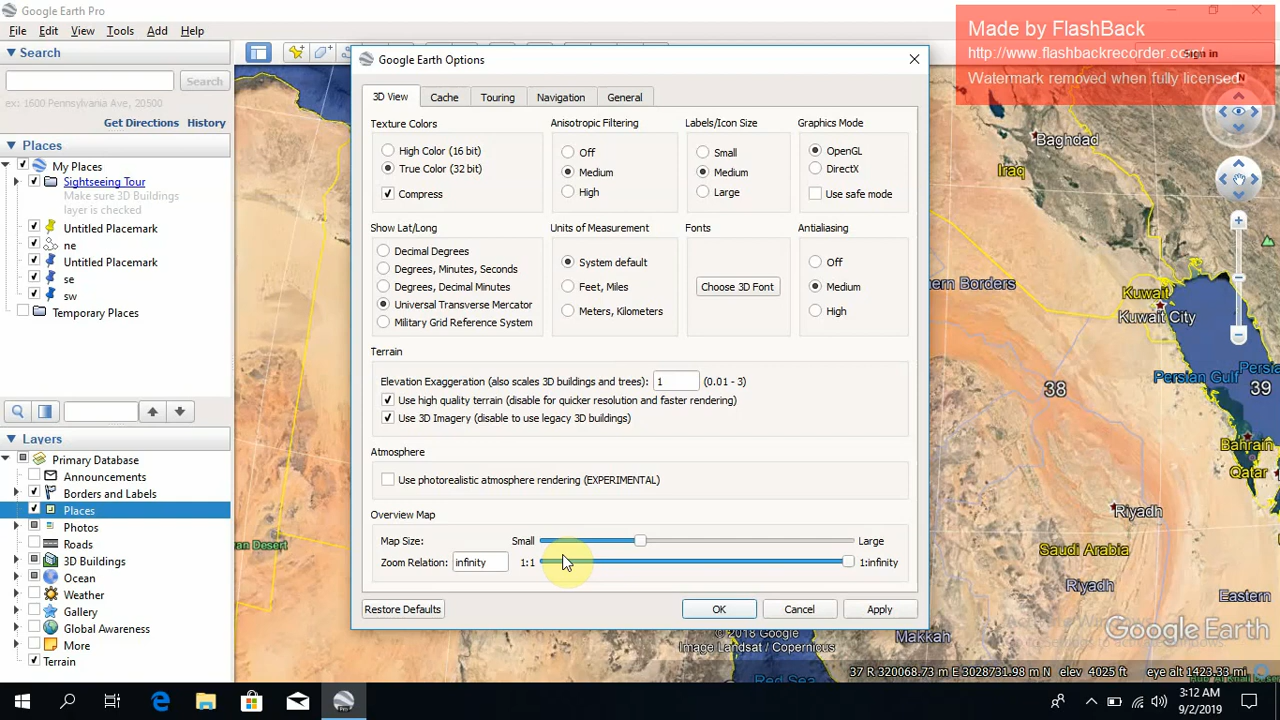 Google Earth Pro
File Edit View Tools Add Help
Made by FlashBack
http://www.flashbackrecorder.com/
Watermark removed when fully licensed
Sign in
N
Search
Search
ex: 1600 Pennsylvania Ave, 20500
Get Directions History
Places
My Places
Sightseeing Tour
Make sure 3D Buildings
layer is checked
Untitled Placemark
ne
Untitled Placemark
se
sw
Temporary Places
Layers
Primary Database
Announcements
Borders and Labels
Places
Photos
Roads
3D Buildings
Ocean
Weather
Gallery
Global Awareness
More
Terrain
Google Earth Options
3D View Cache Touring Navigation General
Texture Colors
High Color (16 bit)
True Color (32 bit)
Compress
Anisotropic Filtering
Off
Medium
High
Labels/Icon Size
Small
Medium
Large
Graphics Mode
OpenGL
DirectX
Use safe mode
Show Lat/Long
Decimal Degrees
Degrees, Minutes, Seconds
Degrees, Decimal Minutes
Universal Transverse Mercator
Military Grid Reference System
Units of Measurement
System default
Feet, Miles
Meters, Kilometers
Fonts
Choose 3D Font
Antialiasing
Off
Medium
High
Terrain
Elevation Exaggeration (also scales 3D buildings and trees): 1 (0.01 - 3)
Use high quality terrain (disable for quicker resolution and faster rendering)
Use 3D Imagery (disable to use legacy 3D buildings)
Atmosphere
Use photorealistic atmosphere rendering (EXPERIMENTAL)
Overview Map
Map Size: Small Large
Zoom Relation: infinity 1:1 1:infinity
Restore Defaults OK Cancel Apply
Baghdad
Iraq
ern Borders
Kuwait
Kuwait City
Persian Gulf
38
39
Bahrain
Qatar
Riyadh
Saudi Arabia
Riyadh
Eastern
Makkah
Red Sea
Desert
© 2018 Google
Image Landsat / Copernicus
Google Earth
37 R 320068.73 m E 3028731.98 m N elev 4025 ft eye alt 1423.33 mi
3:12 AM
9/2/2019